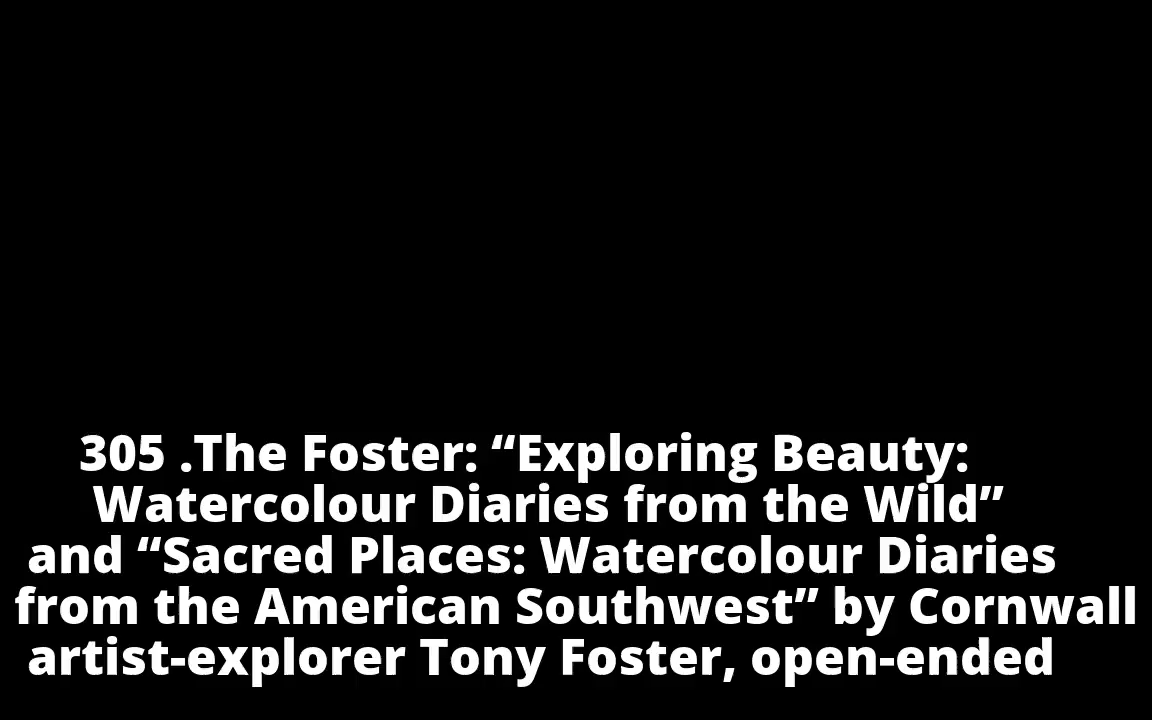 305 .The Foster: “Exploring Beauty:
Watercolour Diaries from the Wild”
and “Sacred Places: Watercolour Diaries
from the American Southwest” by Cornwall
artist-explorer Tony Foster, open-ended